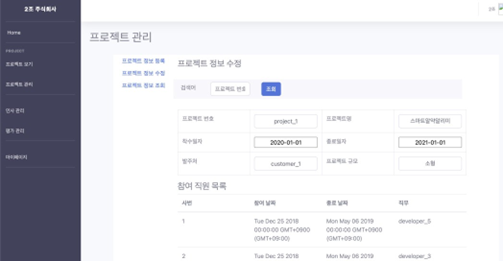 2조 주식회사
Home
PROJECT
프로젝트 보기
프로젝트 관리
인사 관리
평가 관리
마이페이지
프로젝트 관리
프로젝트 정보 등록
프로젝트 정보 수정
프로젝트 정보 조회
프로젝트 정보 수정
검색어 프로젝트 번호 조회
프로젝트 번호 project_1 프로젝트명 스마트알약알리미
착수일자 2020-01-01 종료일자 2021-01-01
발주처 customer_1 프로젝트 규모 소형
참여 직원 목록
사번 참여 날짜 종료 날짜 직무
1 Tue Dec 25 2018 00:00:00 GMT+0900 (GMT+09:00) Mon May 06 2019 00:00:00 GMT+0900 (GMT+09:00) developer_5
2 Tue Dec 25 2018 Mon May 06 2019 developer_3